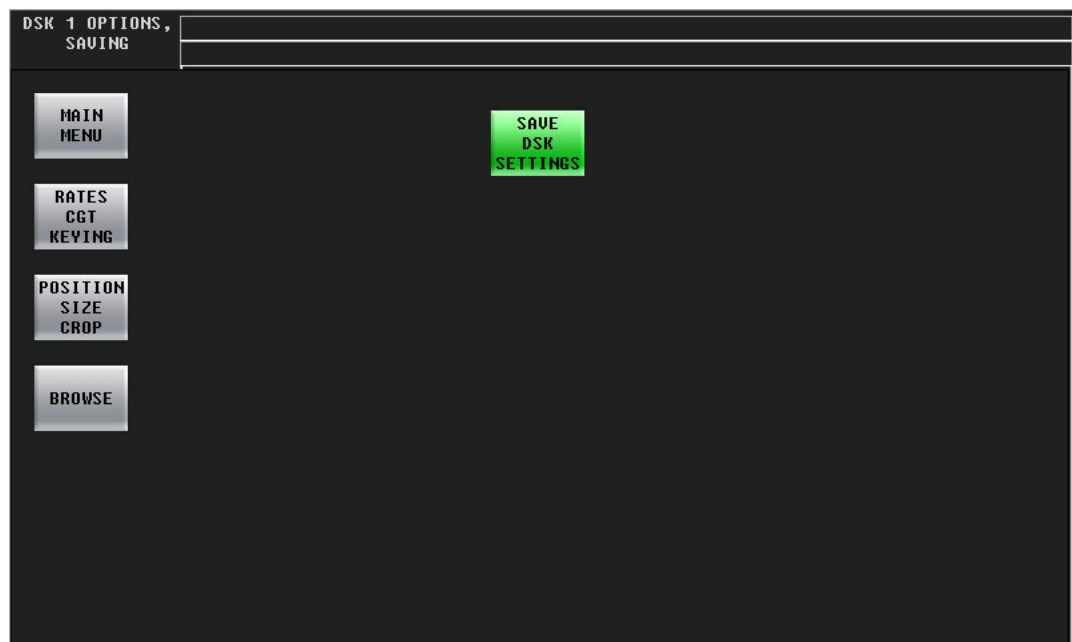 DSK 1 OPTIONS,
SAVING
MAIN
MENU
SAVE
DSK
SETTINGS
RATES
CGT
KEYING
POSITION
SIZE
CROP
BROWSE